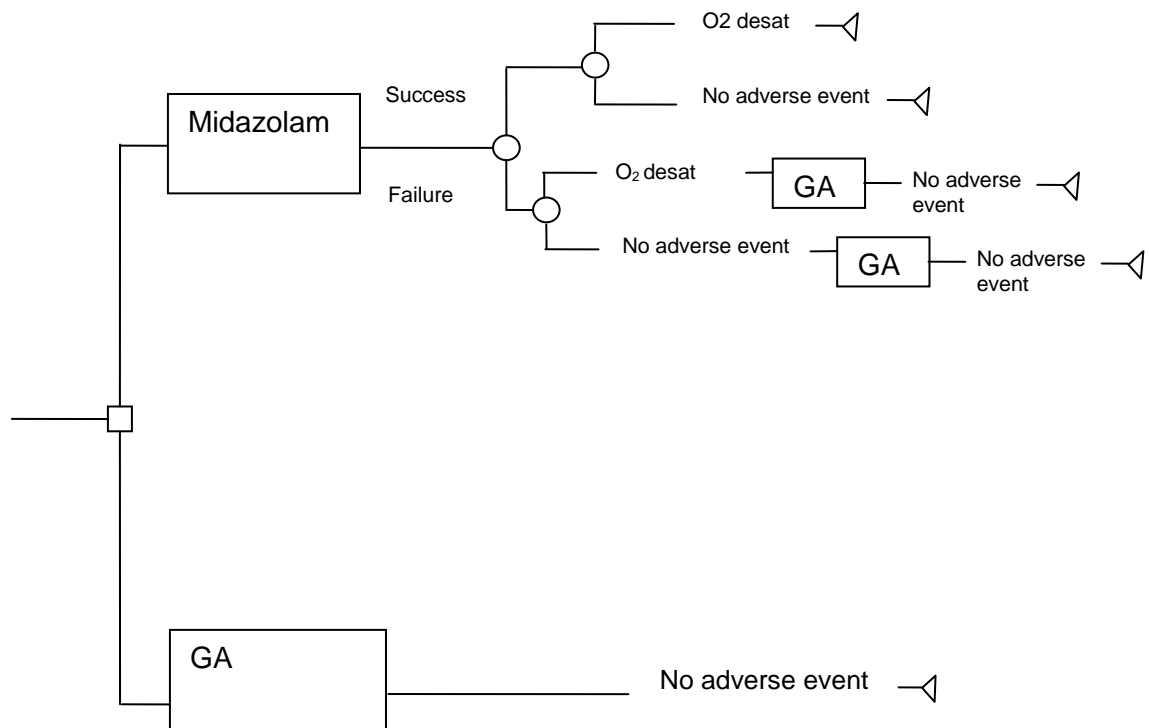 O2 desat
Success
No adverse event
Midazolam
O₂ desat
GA
No adverse
event
Failure
No adverse event
GA
No adverse
event
GA
No adverse event